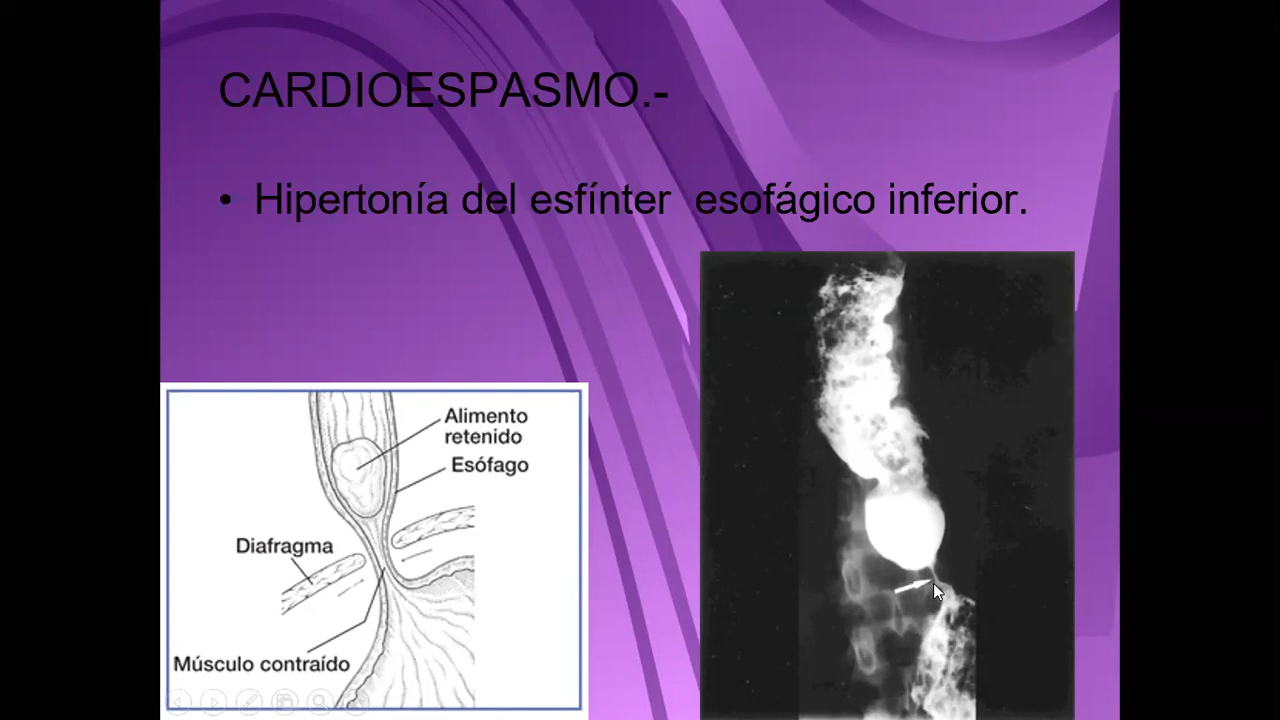 CARDIOESPASMO.-
• Hipertonía del esfínter esofágico inferior.
Alimento
retenido
Esófago
Diafragma
Músculo contraído